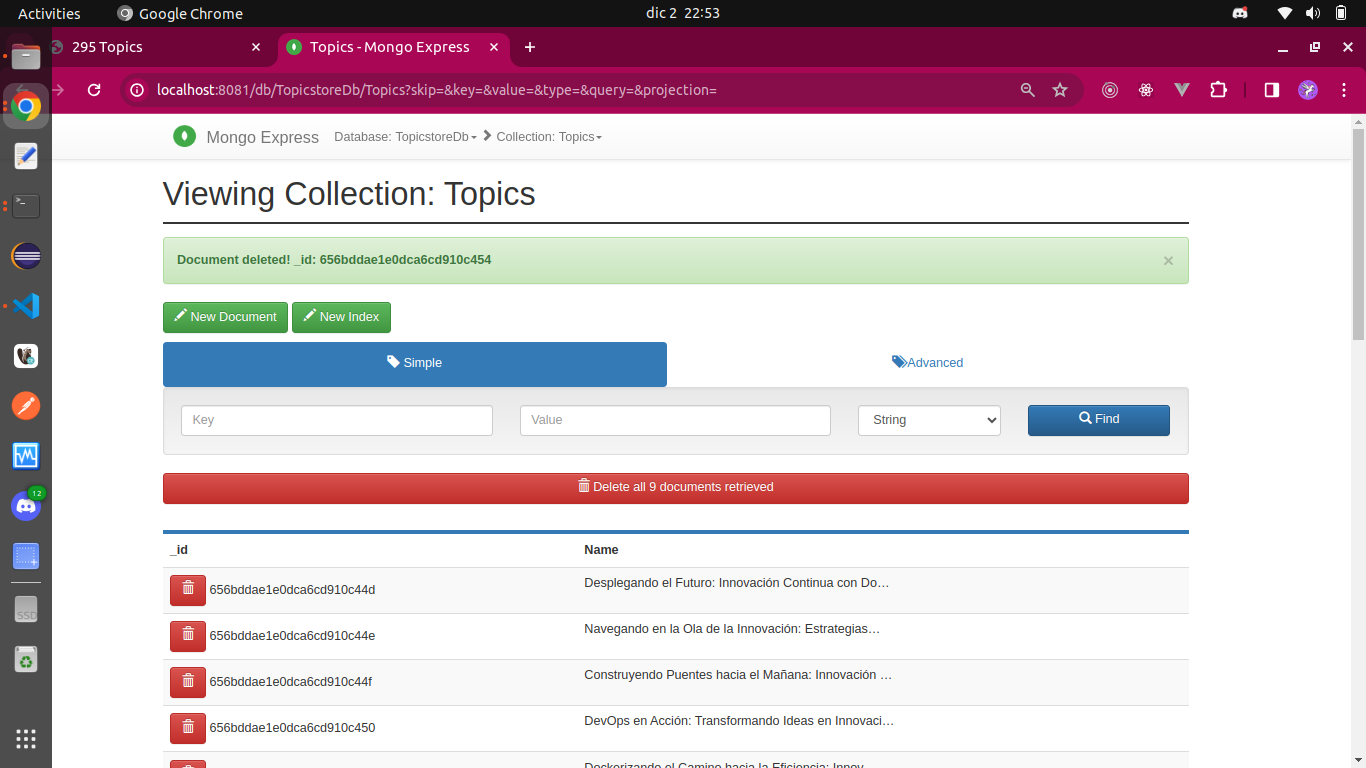 Activities Google Chrome dic 2 22:53
295 Topics Topics - Mongo Express
localhost:8081/db/TopicstoreDb/Topics?skip=&key=&value=&type=&query=&projection=
Mongo Express Database: TopicstoreDb Collection: Topics
Viewing Collection: Topics
Document deleted! _id: 656bddae1e0dca6cd910c454
New Document New Index
Simple Advanced
Key Value String Find
Delete all 9 documents retrieved
_id Name
656bddae1e0dca6cd910c44d Desplegando el Futuro: Innovación Continua con Do…
656bddae1e0dca6cd910c44e Navegando en la Ola de la Innovación: Estrategias…
656bddae1e0dca6cd910c44f Construyendo Puentes hacia el Mañana: Innovación …
656bddae1e0dca6cd910c450 DevOps en Acción: Transformando Ideas en Innovaci…
Dockerizando el Camino hacia la Eficiencia: Innov…
12
SSD